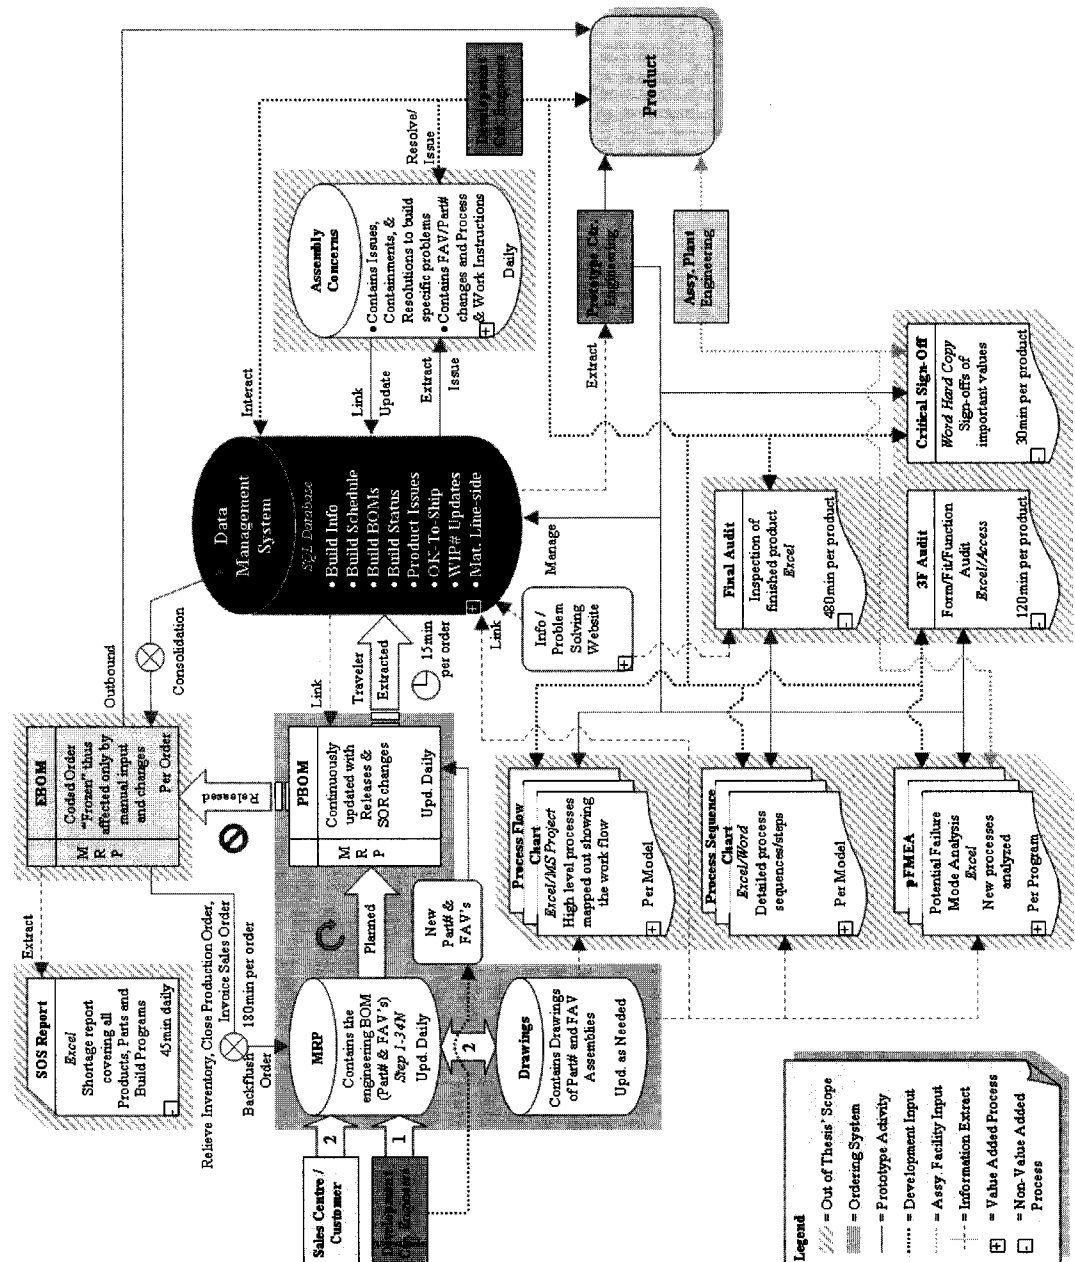 SOS Report
Excel
Shortage report
covering all
Products, Parts and
Build Programs
45min daily
-
Extract
EBOM
M
R
P
Coded Order
"Frozen" thus
affected only by
manual input
and changes
Per Order
Outbound
Consolidation
Relieve Inventory, Close Production Order,
Invoice Sales Order
180min per order
Backflush
Order
Released
Sales Centre /
Customer
2
Development
Ctr. Engineers
1
MRP
Contains the
engineering BOM
(Part# & FAV's)
Step 1-34N
Upd. Daily
Planned
2
Drawings
Contains Drawings
of Part# and FAV
Assemblies
Upd. as Needed
PBOM
M
R
P
Continuously
updated with
Releases &
SOR changes
Upd. Daily
New
Part# &
FAV's
Link
Traveler
Extracted
15min
per order
Link
Data
Management
System
SQL Database
• Build Info
• Build Schedule
• Build BOMs
• Build Status
• Product Issues
• OK-To-Ship
• WIP# Updates
• Mat. Line-side
+
Interact
Link
Update
Extract
Issue
Manage
Extract
Assembly
Concerns
• Contains Issues,
Containments, &
Resolutions to build
specific problems
• Contains FAV/Part#
changes and Process
& Work Instructions
Daily
+
Resolve/
Issue
Development
Ctr. Engineers
Product
Prototype Ctr.
Engineering
Assy. Plant
Engineering
Info /
Problem
Solving
Website
+
Process Flow
Chart
Excel/MS Project
High level processes
mapped out showing
the work flow
Per Model
+
Process Sequence
Chart
Excel/Word
Detailed process
sequences/steps
Per Model
+
pFMEA
Potential Failure
Mode Analysis
Excel
New processes
analyzed
Per Program
+
Final Audit
Inspection of
finished product
Excel
480min per product
-
3F Audit
Form/Fit/Function
Audit
Excel/Access
120min per product
-
Critical Sign-Off
Word Hard Copy
Sign-offs of
important values
30min per product
-
Legend
= Out of Thesis' Scope
= Ordering System
= Prototype Activity
= Development Input
= Assy. Facility Input
= Information Extract
+ = Value Added Process
- = Non-Value Added
Process